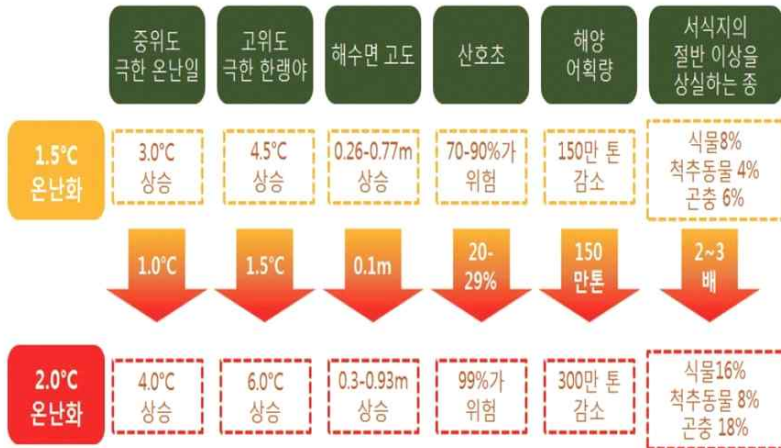 중위도
극한 온난일
고위도
극한 한랭야
해수면 고도
산호초
해양
어획량
서식지의
절반 이상을
상실하는 종
1.5°C
온난화
3.0°C
상승
4.5°C
상승
0.26-0.77m
상승
70-90%가
위험
150만 톤
감소
식물8%
척추동물 4%
곤충 6%
1.0°C
1.5°C
0.1m
20-
29%
150
만톤
2~3
배
2.0°C
온난화
4.0°C
상승
6.0°C
상승
0.3-0.93m
상승
99%가
위험
300만 톤
감소
식물16%
척추동물 8%
곤충 18%